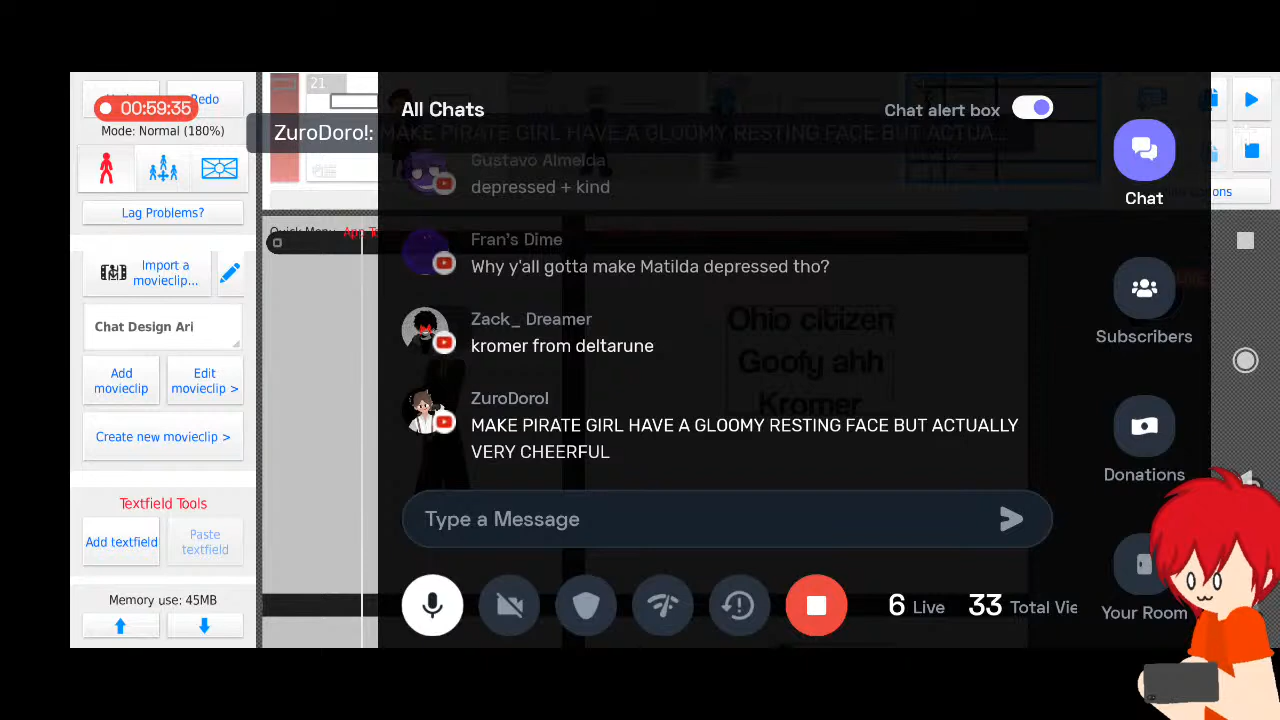 Redo
00:59:35
Mode: Normal (180%)
Lag Problems?
Import a
movieclip...
Chat Design Ari
Add
movieclip
Edit
movieclip >
Create new movieclip >
Textfield Tools
Add textfield
Paste
textfield
Memory use: 45MB
21
ZuroDoro!: MAKE PIRATE GIRL HAVE A GLOOMY RESTING FACE BUT ACTUA...
Quick Menu
All Chats
Chat alert box
Gustavo Almeida
depressed + kind
Fran's Dime
Why y'all gotta make Matilda depressed tho?
Zack_ Dreamer
kromer from deltarune
ZuroDoro!
MAKE PIRATE GIRL HAVE A GLOOMY RESTING FACE BUT ACTUALLY
VERY CHEERFUL
Ohio citizen
Goofy ahh
Kromer
Type a Message
6 Live
33 Total Vie
Chat
Subscribers
Donations
Your Room